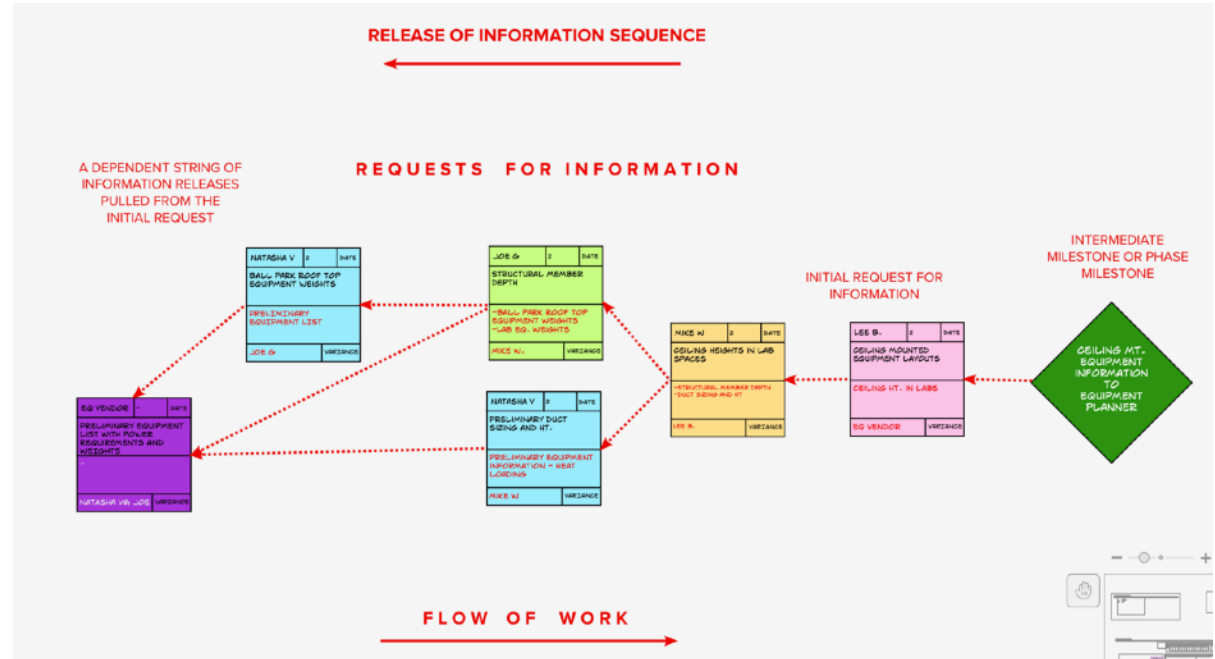 RELEASE OF INFORMATION SEQUENCE
A DEPENDENT STRING OF
INFORMATION RELEASES
PULLED FROM THE
INITIAL REQUEST
REQUESTS FOR INFORMATION
INTERMEDIATE
MILESTONE OR PHASE
MILESTONE
INITIAL REQUEST FOR
INFORMATION
NATASHA V 2 DATE
BALL PARK ROOF TOP
EQUIPMENT WEIGHTS
PRELIMINARY
EQUIPMENT LIST
JOE G VARIANCE
JOE G 2 DATE
STRUCTURAL MEMBER
DEPTH
-BALL PARK ROOF TOP
EQUIPMENT WEIGHTS
-LAB EQ. WEIGHTS
MIKE W. VARIANCE
MIKE W 2 DATE
CEILING HEIGHTS IN LAB
SPACES
-STRUCTURAL MEMBER DEPTH
-DUCT SIZING AND HT
LEE B. VARIANCE
LEE B. 2 DATE
CEILING MOUNTED
EQUIPMENT LAYOUTS
CEILING HT. IN LABS
EQ VENDOR VARIANCE
CEILING MT.
EQUIPMENT
INFORMATION
TO
EQUIPMENT
PLANNER
EQ VENDOR - DATE
PRELIMINARY EQUIPMENT
LIST WITH POWER
REQUIREMENTS AND
WEIGHTS
-
NATASHA JOE VARIANCE
NATASHA V 2 DATE
PRELIMINARY DUCT
SIZING AND HT.
PRELIMINARY EQUIPMENT
INFORMATION - HEAT
LOADING
MIKE W VARIANCE
FLOW OF WORK